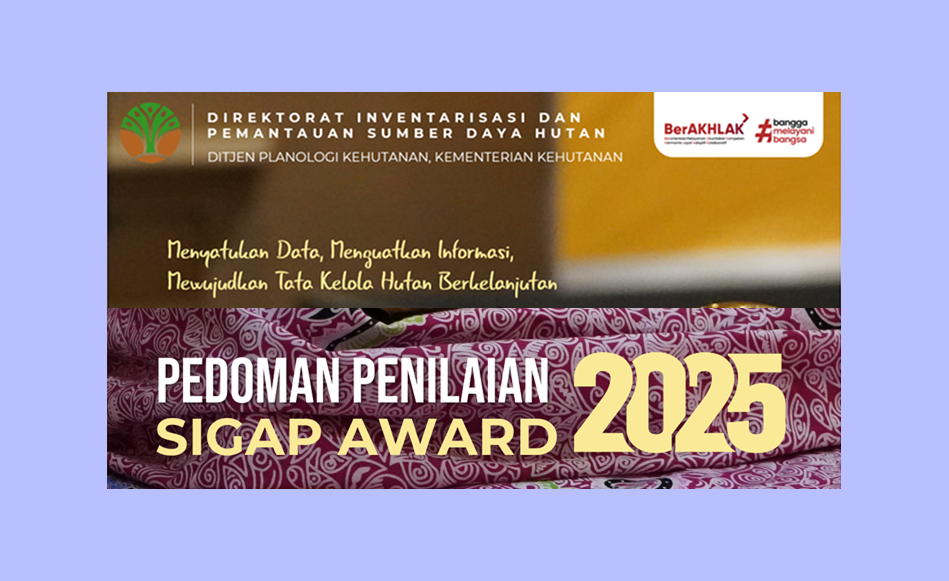 DIREKTORAT INVENTARISASI DAN
PEMANTAUAN SUMBER DAYA HUTAN
DITJEN PLANOLOGI KEHUTANAN, KEMENTERIAN KEHUTANAN
BerAKHLAK
#bangga
melayani
bangsa
Menyatukan Data, Menguatkan Informasi,
Mewujudkan Tata Kelola Hutan Berkelanjutan
PEDOMAN PENILAIAN
SIGAP AWARD
2025